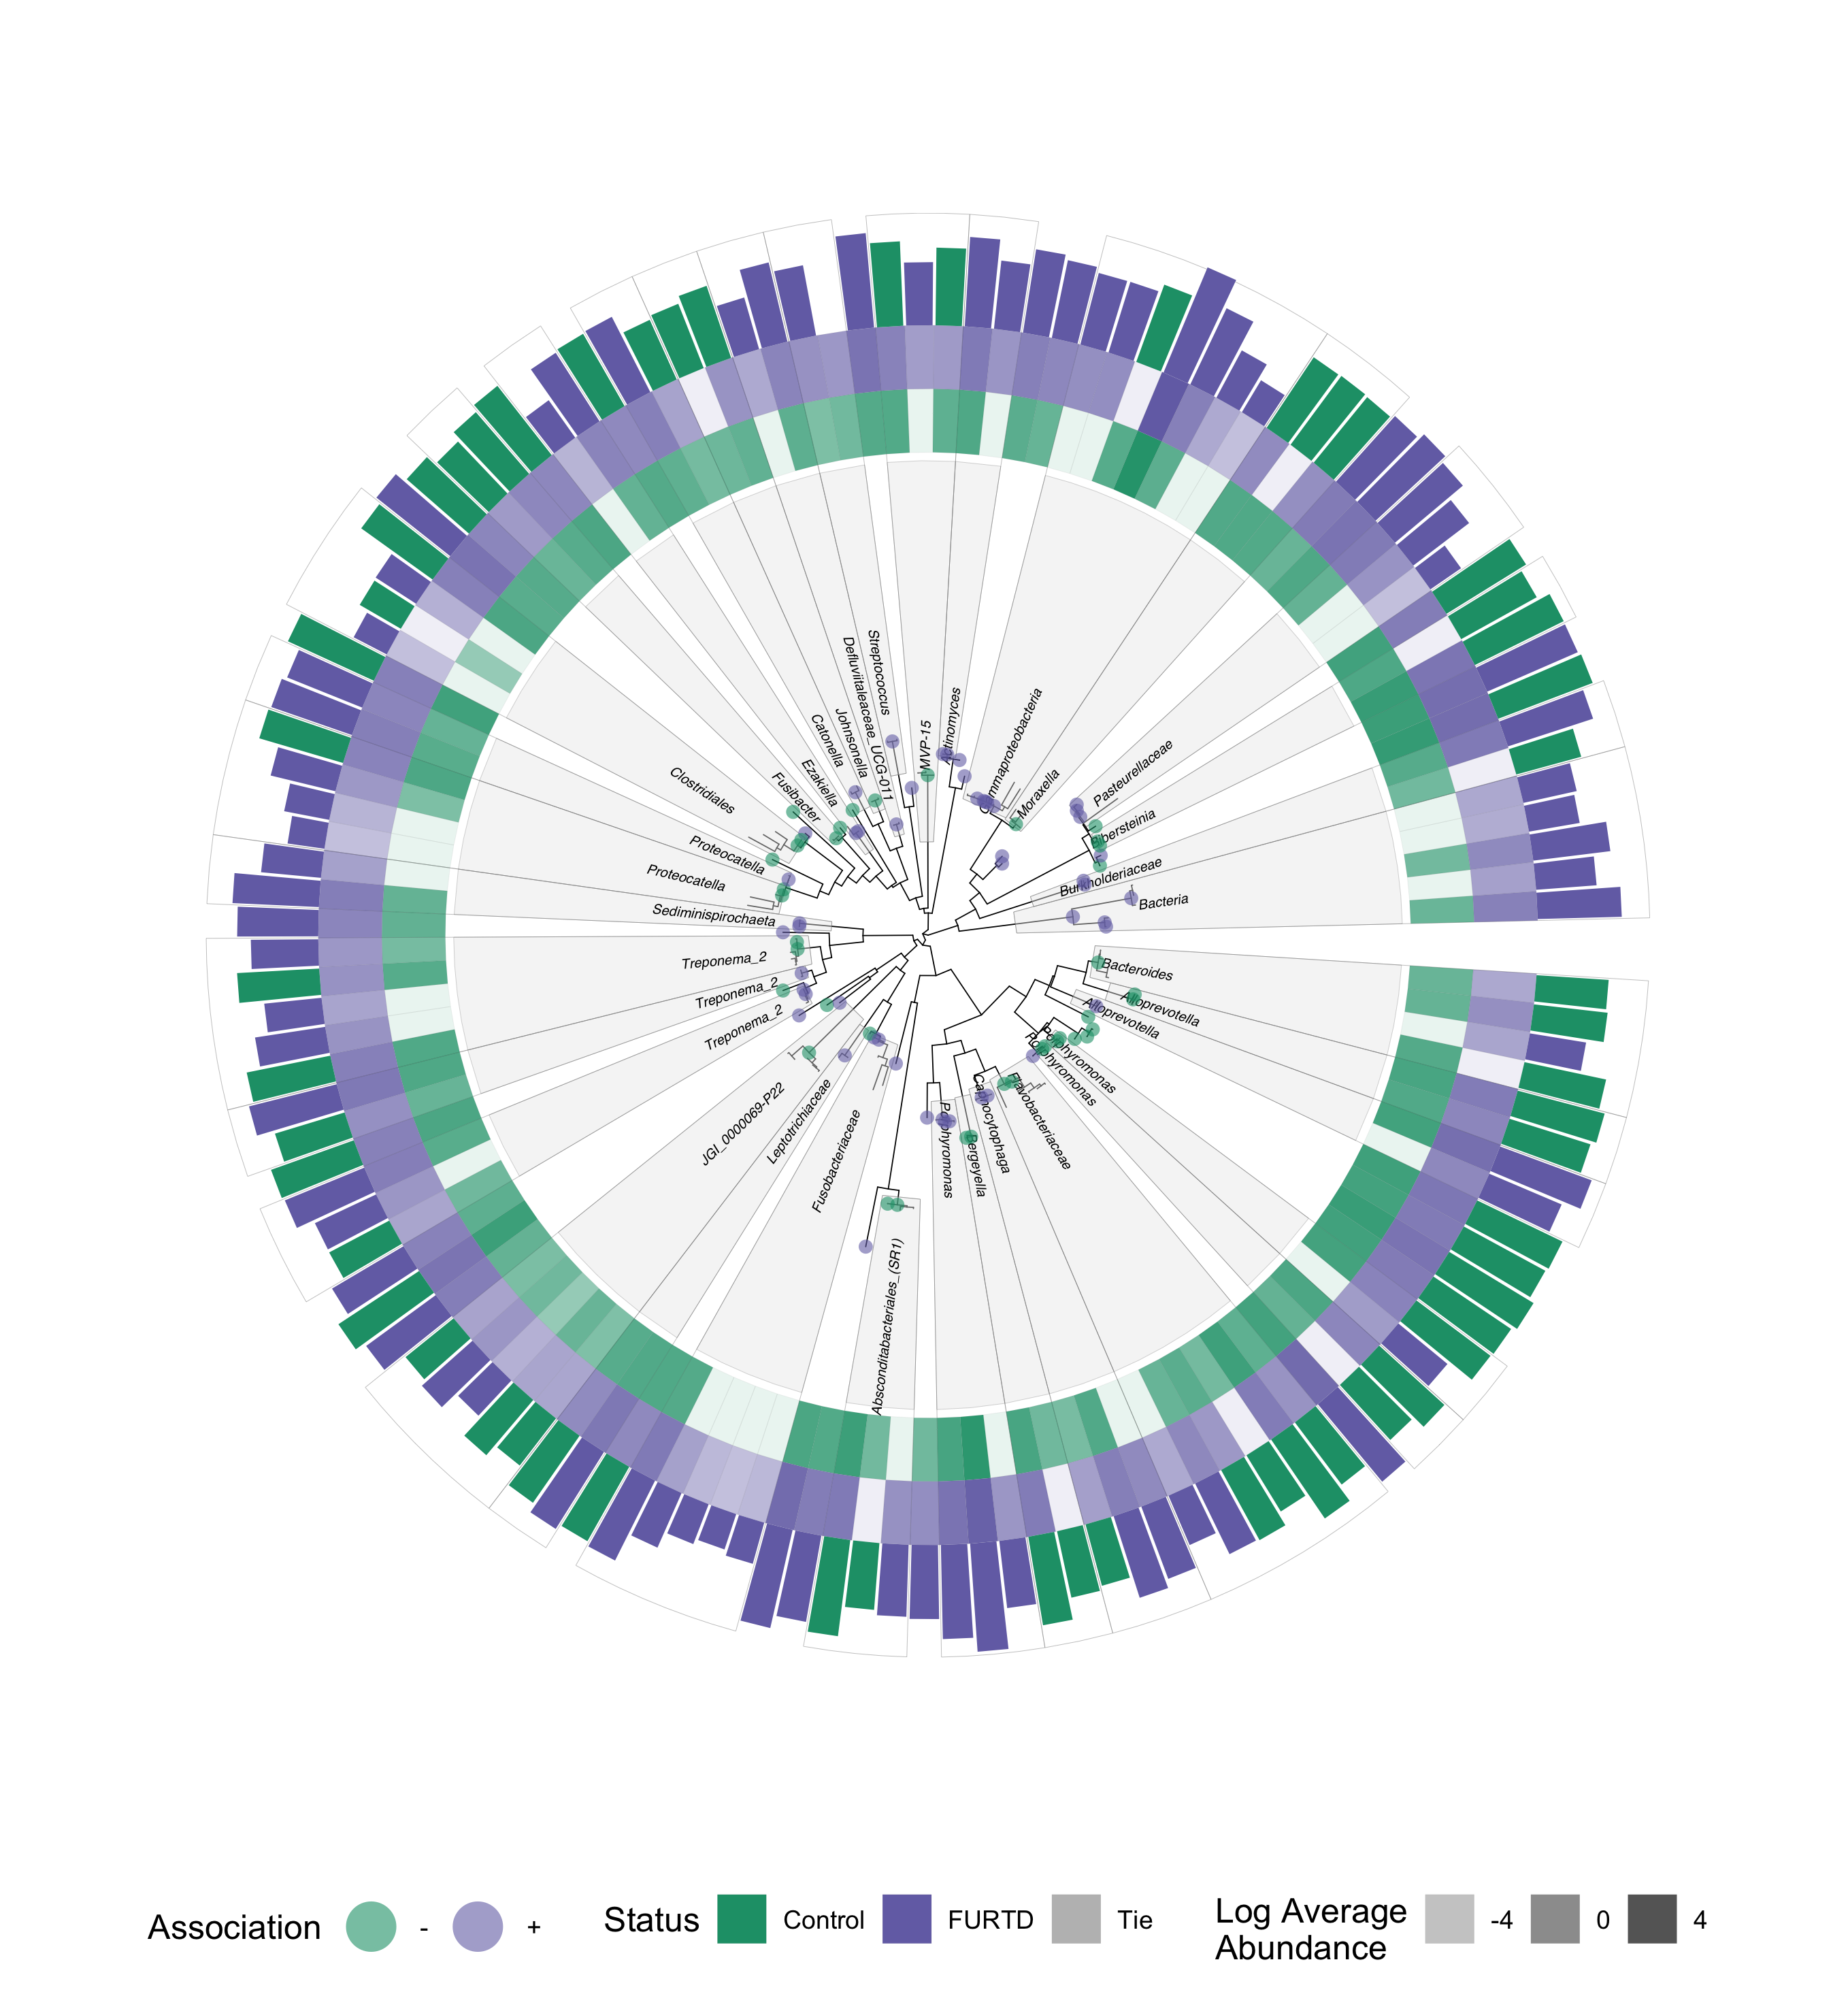 Streptococcus
Defluviitaleaceae_UCG-011
Johnsonella
Catonella
Ezakiella
Fusibacter
Clostridiales
Proteocatella
Proteocatella
Sediminispirochaeta
Treponema_2
Treponema_2
Treponema_2
JGI_0000069-P22
Leptotrichiaceae
Fusobacteriaceae
Absconditabacteriales_(SR1)
Porphyromonas
Bergeyella
Capnocytophaga
Flavobacteriaceae
Porphyromonas
Porphyromonas
Alloprevotella
Alloprevotella
Bacteroides
Bacteria
Burkholderiaceae
Bibersteinia
Pasteurellaceae
Moraxella
Gammaproteobacteria
Actinomyces
MVP-15
Association - +
Status Control FURTD Tie
Log Average
Abundance -4 0 4